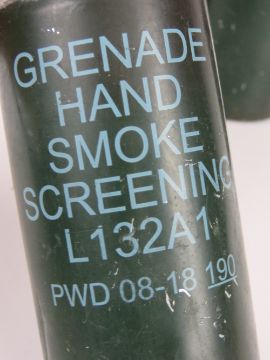 GRENADE
HAND
SMOKE
SCREENING
L132A1
PWD 08-18 190